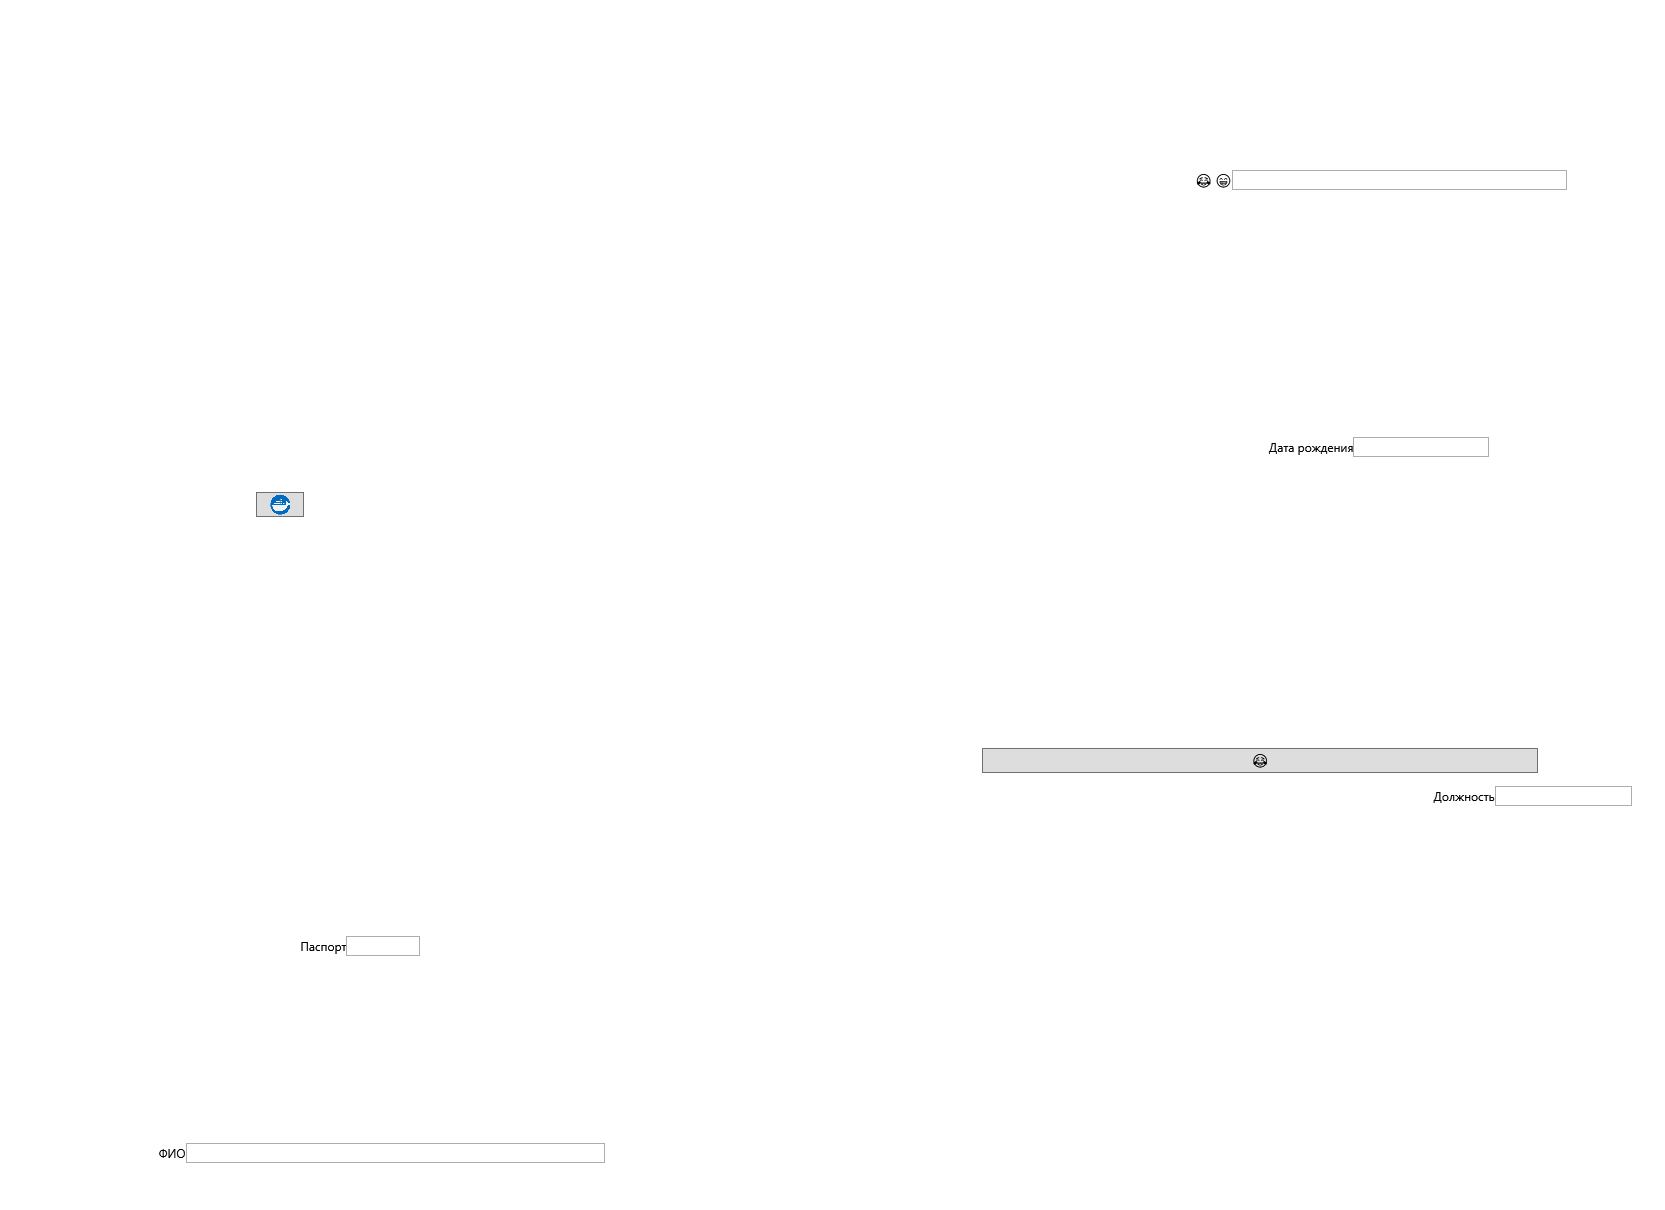 😂 😁
Дата рождения
😂
Должность
Паспорт
ФИО